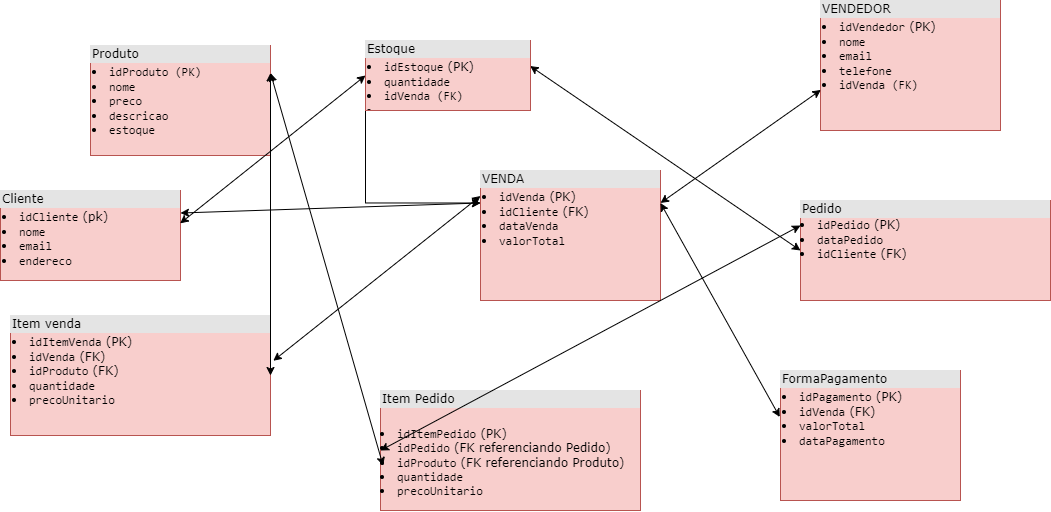 Produto
idProduto (PK)
nome
preco
descricao
estoque
Estoque
idEstoque (PK)
quantidade
idVenda (FK)
VENDEDOR
idVendedor (PK)
nome
email
telefone
idVenda (FK)
Cliente
idCliente (pk)
nome
email
endereco
VENDA
idVenda (PK)
idCliente (FK)
dataVenda
valorTotal
Pedido
idPedido (PK)
dataPedido
idCliente (FK)
Item venda
idItemVenda (PK)
idVenda (FK)
idProduto (FK)
quantidade
precoUnitario
Item Pedido
idItemPedido (PK)
idPedido (FK referenciando Pedido)
idProduto (FK referenciando Produto)
quantidade
precoUnitario
FormaPagamento
idPagamento (PK)
idVenda (FK)
valorTotal
dataPagamento